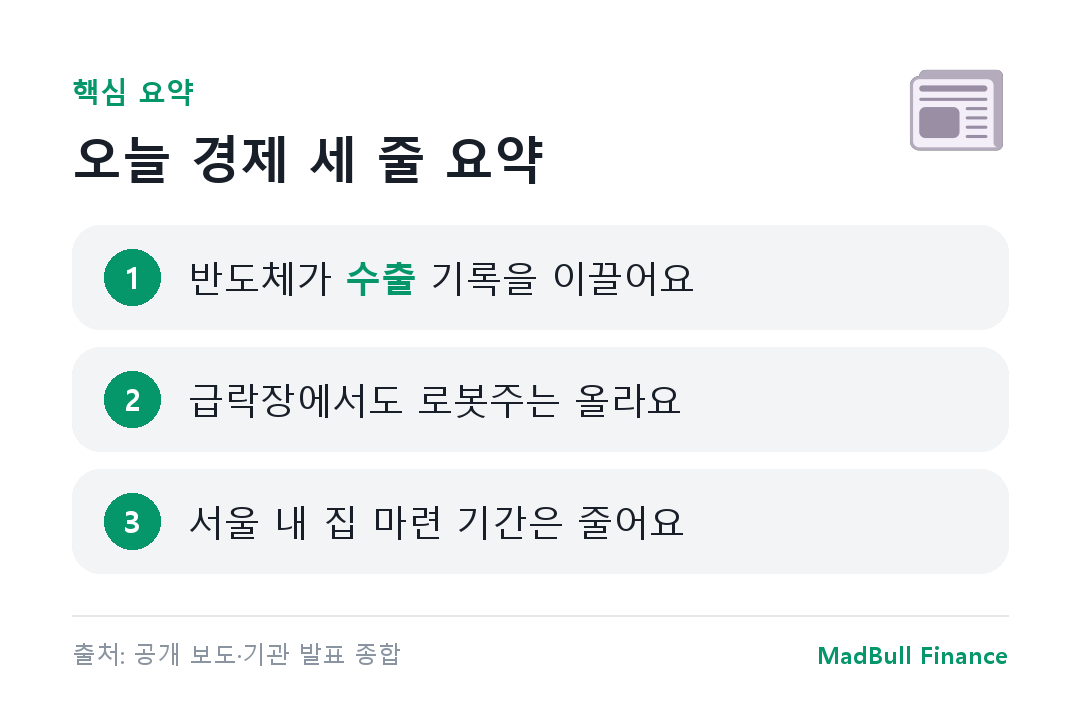 핵심 요약
오늘 경제 세 줄 요약
1 반도체가 수출 기록을 이끌어요
2 급락장에서도 로봇주는 올라요
3 서울 내 집 마련 기간은 줄어요
출처: 공개 보도·기관 발표 종합
MadBull Finance